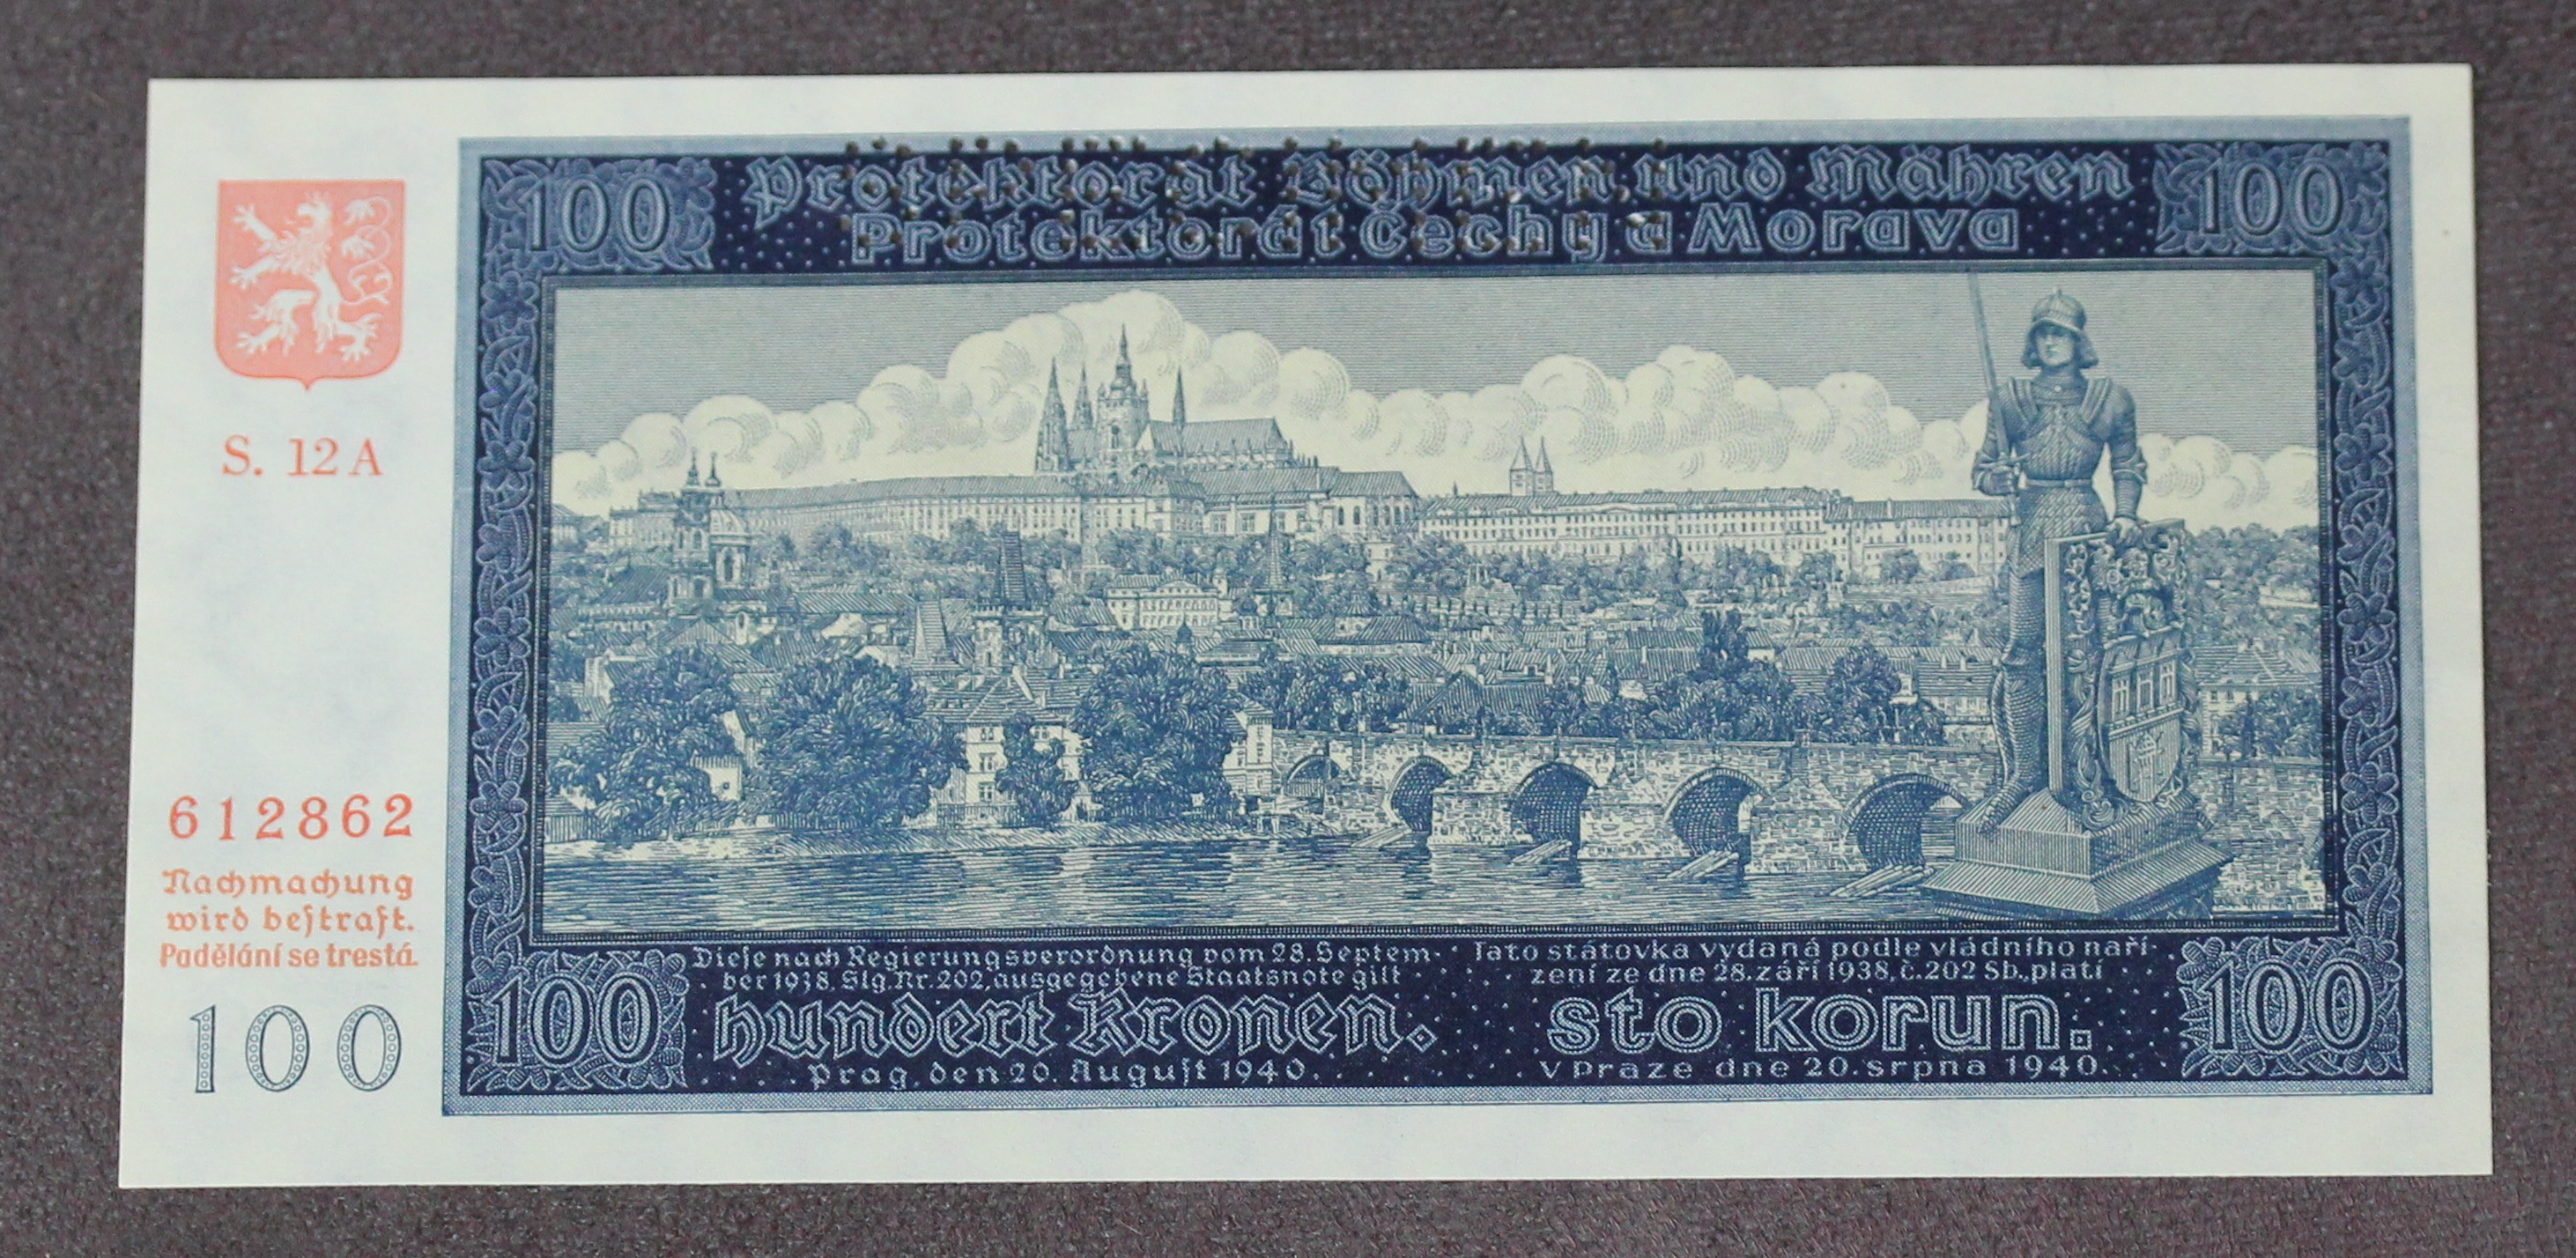 100 Protektorat Böhmen und Mähren 100
Protektorát Čechy a Morava
SPECIMEN
S. 12 A
612862
Nachmachung
wird bestraft.
Padělání se trestá
100
Diese nach Regierungsverordnung vom 28. Septem-
ber 1938. Slg. Nr. 202, ausgegebene Staatsnote gilt
hundert Kronen.
Prag, den 20. August 1940.
Tato státovka vydaná podle vládního naří-
zení ze dne 28. září 1938, č. 202 Sb., platí
sto korun.
V Praze dne 20. srpna 1940.
100
100